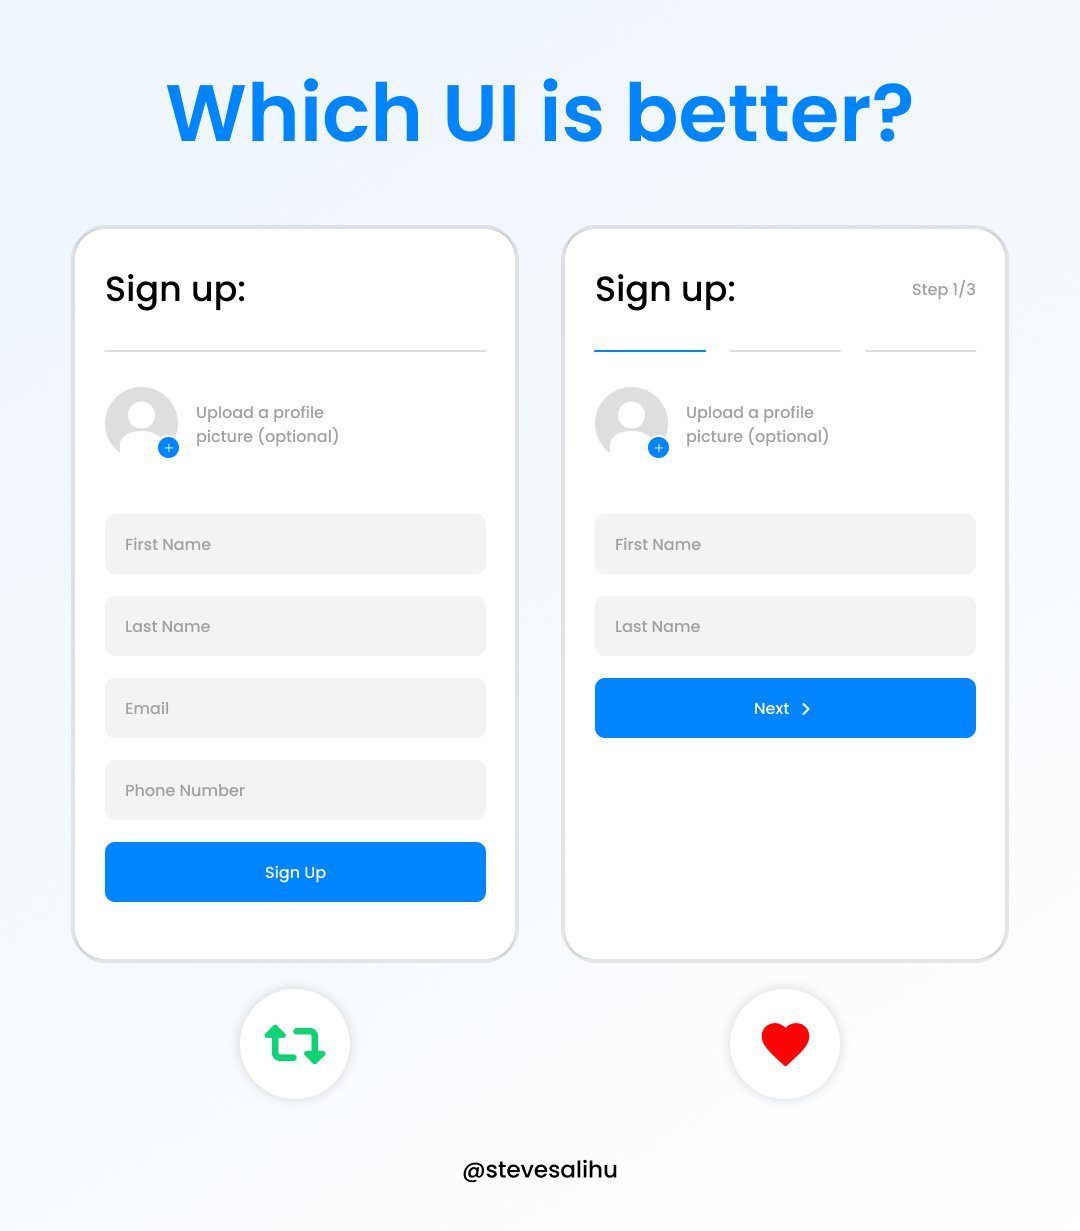 Which UI is better?
Sign up:
Upload a profile
picture (optional)
First Name
Last Name
Email
Phone Number
Sign Up
Sign up:
Step 1/3
Upload a profile
picture (optional)
First Name
Last Name
Next
@stevesalihu